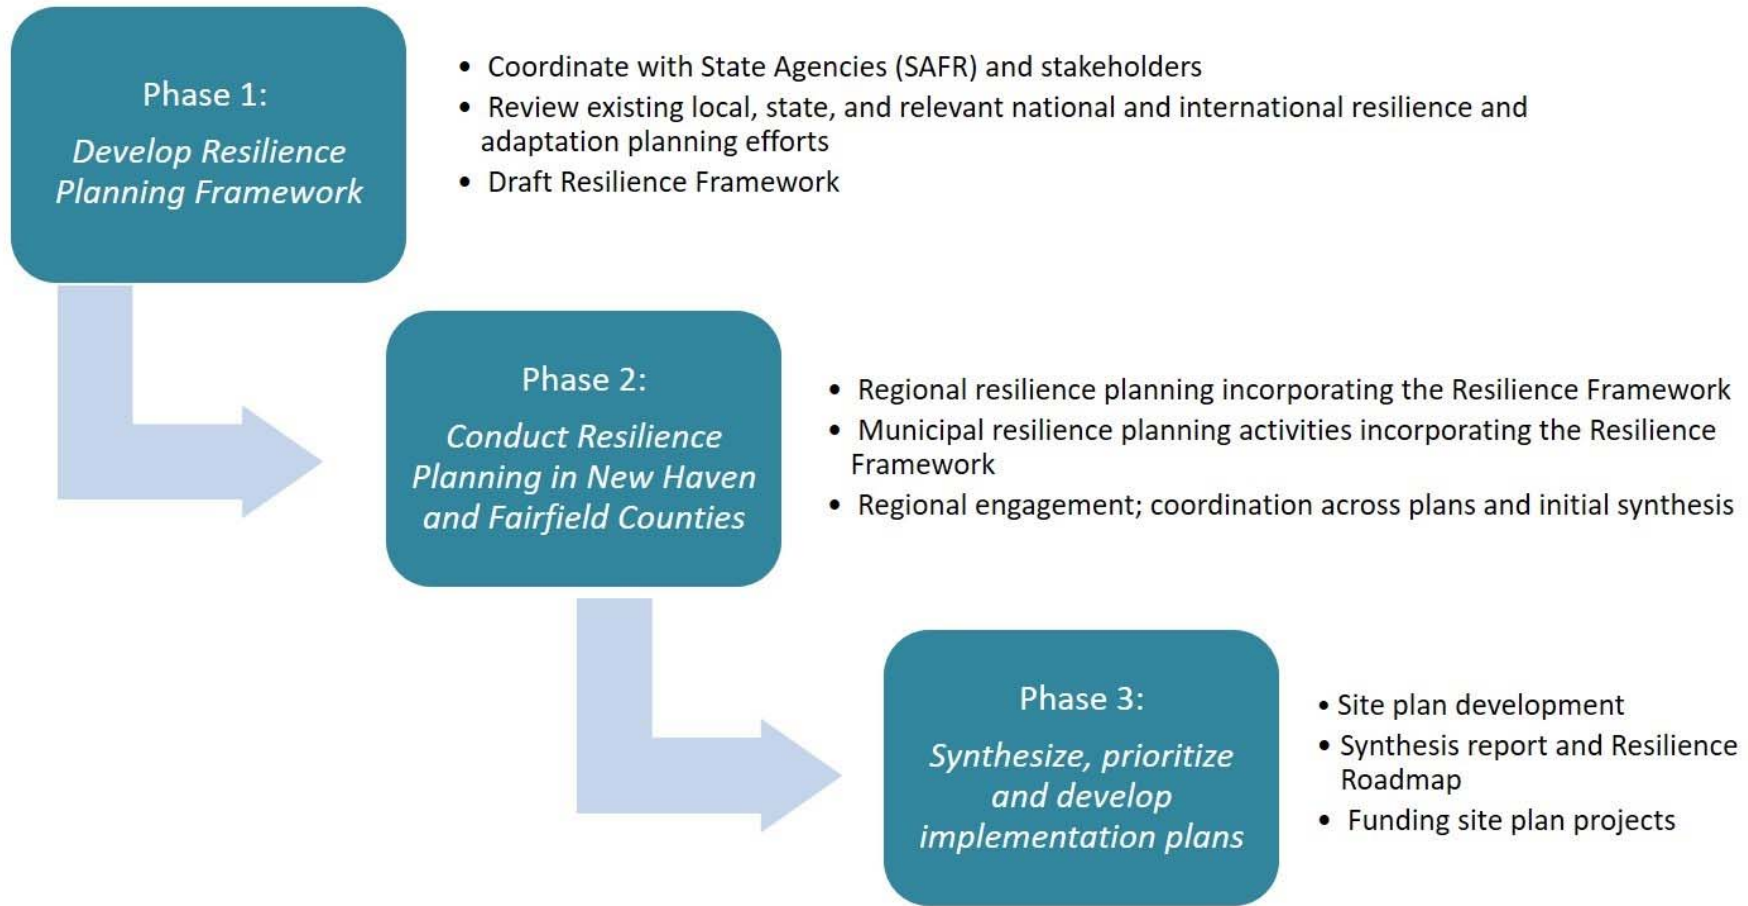 Phase 1:
Develop Resilience
Planning Framework
• Coordinate with State Agencies (SAFR) and stakeholders
• Review existing local, state, and relevant national and international resilience and
adaptation planning efforts
• Draft Resilience Framework
Phase 2:
Conduct Resilience
Planning in New Haven
and Fairfield Counties
• Regional resilience planning incorporating the Resilience Framework
• Municipal resilience planning activities incorporating the Resilience
Framework
• Regional engagement; coordination across plans and initial synthesis
Phase 3:
Synthesize, prioritize
and develop
implementation plans
• Site plan development
• Synthesis report and Resilience
Roadmap
• Funding site plan projects